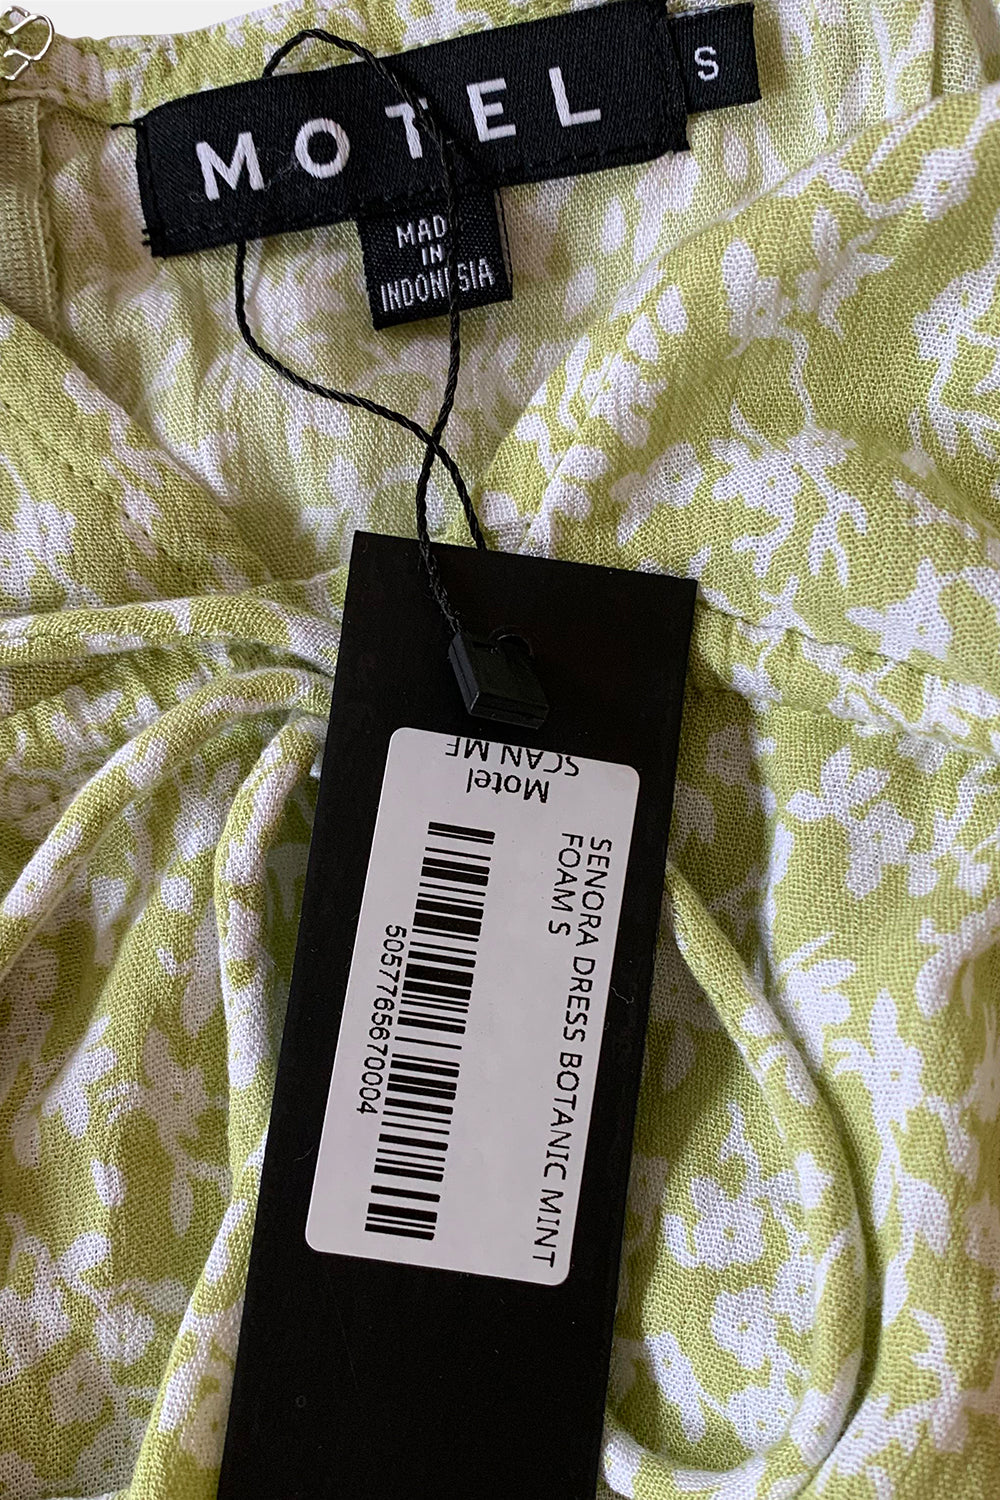 MOTEL
S
MADE
IN
INDONESIA
SCAN ME
Motel
SENORA DRESS BOTANIC MINT
FOAM S
5057765670004